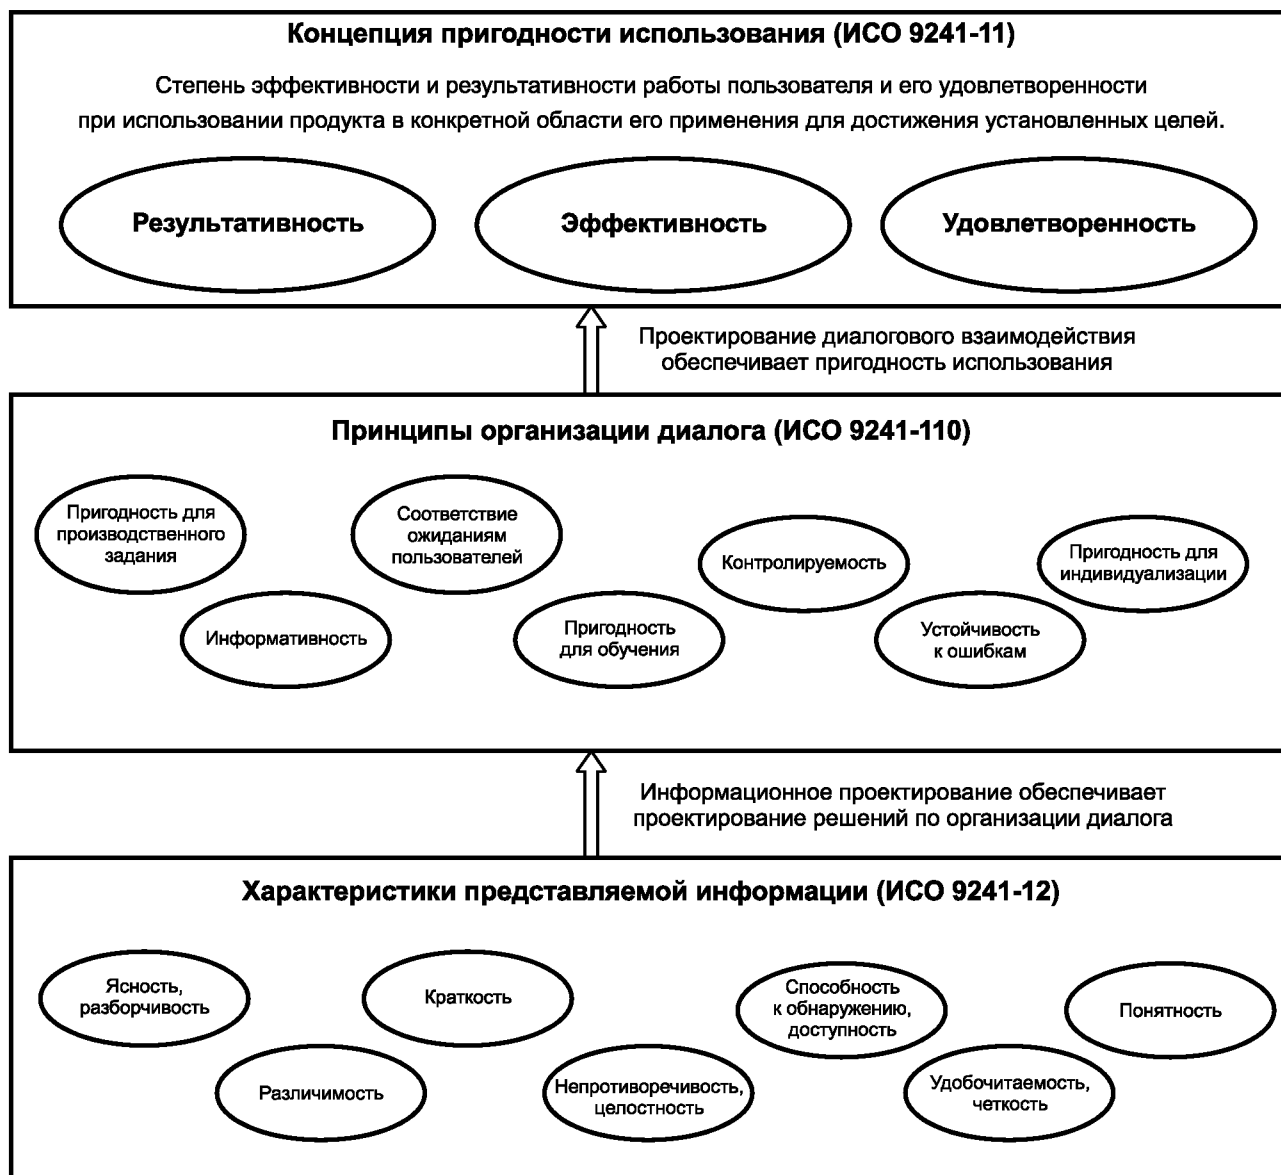 Концепция пригодности использования (ИСО 9241-11)
Степень эффективности и результативности работы пользователя и его удовлетворенности
при использовании продукта в конкретной области его применения для достижения установленных целей.
Результативность
Эффективность
Удовлетворенность
Проектирование диалогового взаимодействия
обеспечивает пригодность использования
Принципы организации диалога (ИСО 9241-110)
Пригодность для
производственного
задания
Соответствие
ожиданиям
пользователей
Контролируемость
Пригодность для
индивидуализации
Информативность
Пригодность
для обучения
Устойчивость
к ошибкам
Информационное проектирование обеспечивает
проектирование решений по организации диалога
Характеристики представляемой информации (ИСО 9241-12)
Ясность,
разборчивость
Краткость
Способность
к обнаружению,
доступность
Понятность
Различимость
Непротиворечивость,
целостность
Удобочитаемость,
четкость